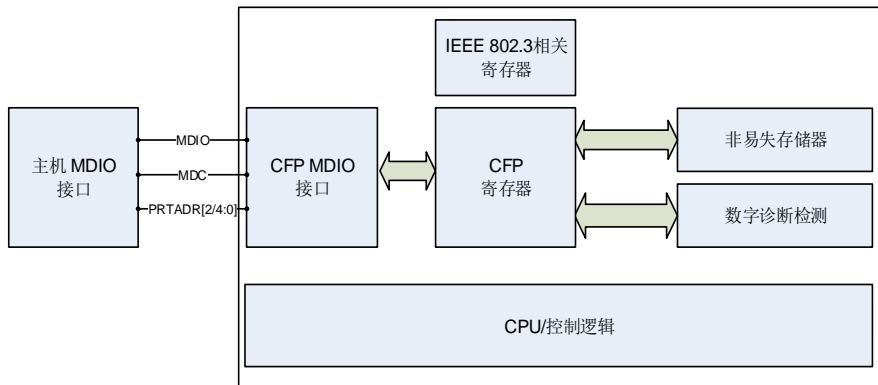 IEEE 802.3相关
寄存器
主机 MDIO
接口
MDIO
MDC
PRTADR[2/4:0]
CFP MDIO
接口
CFP
寄存器
非易失存储器
数字诊断检测
CPU/控制逻辑